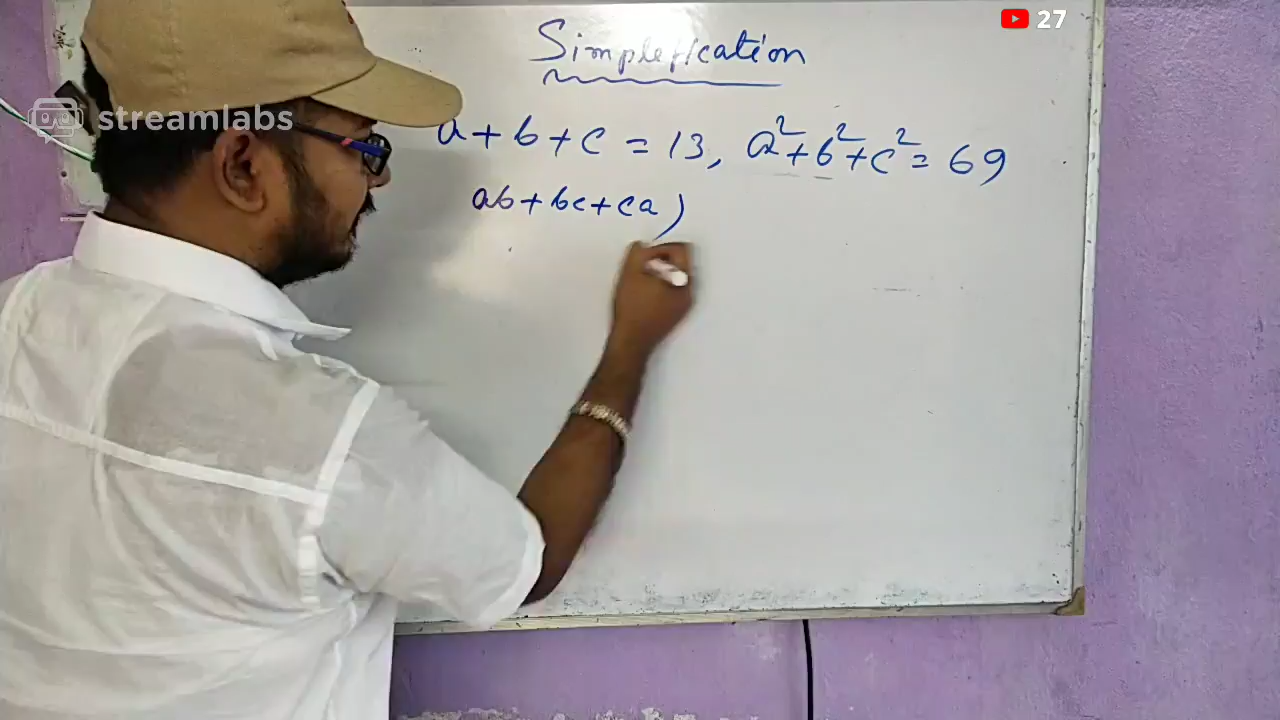 27
streamlabs
Simplification
a+b+c = 13, a²+b²+c² = 69
ab+bc+ca)